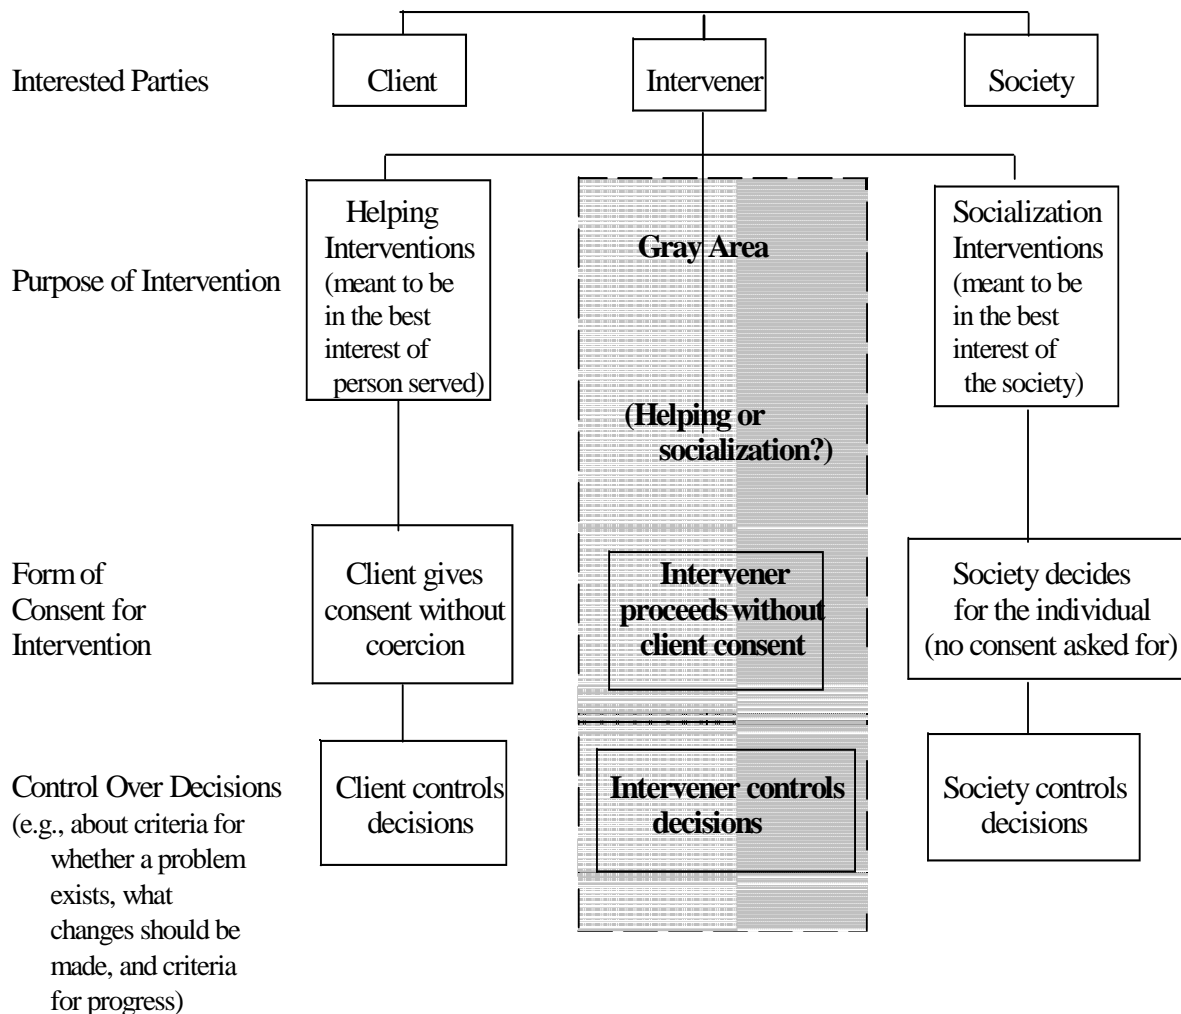 Interested Parties
Client
Intervener
Society
Purpose of Intervention
Helping
Interventions
(meant to be
in the best
interest of
person served)
Gray Area
(Helping or
socialization?)
Socialization
Interventions
(meant to be
in the best
interest of
the society)
Form of
Consent for
Intervention
Client gives
consent without
coercion
Intervener
proceeds without
client consent
Society decides
for the individual
(no consent asked for)
Control Over Decisions
(e.g., about criteria for
whether a problem
exists, what
changes should be
made, and criteria
for progress)
Client controls
decisions
Intervener controls
decisions
Society controls
decisions